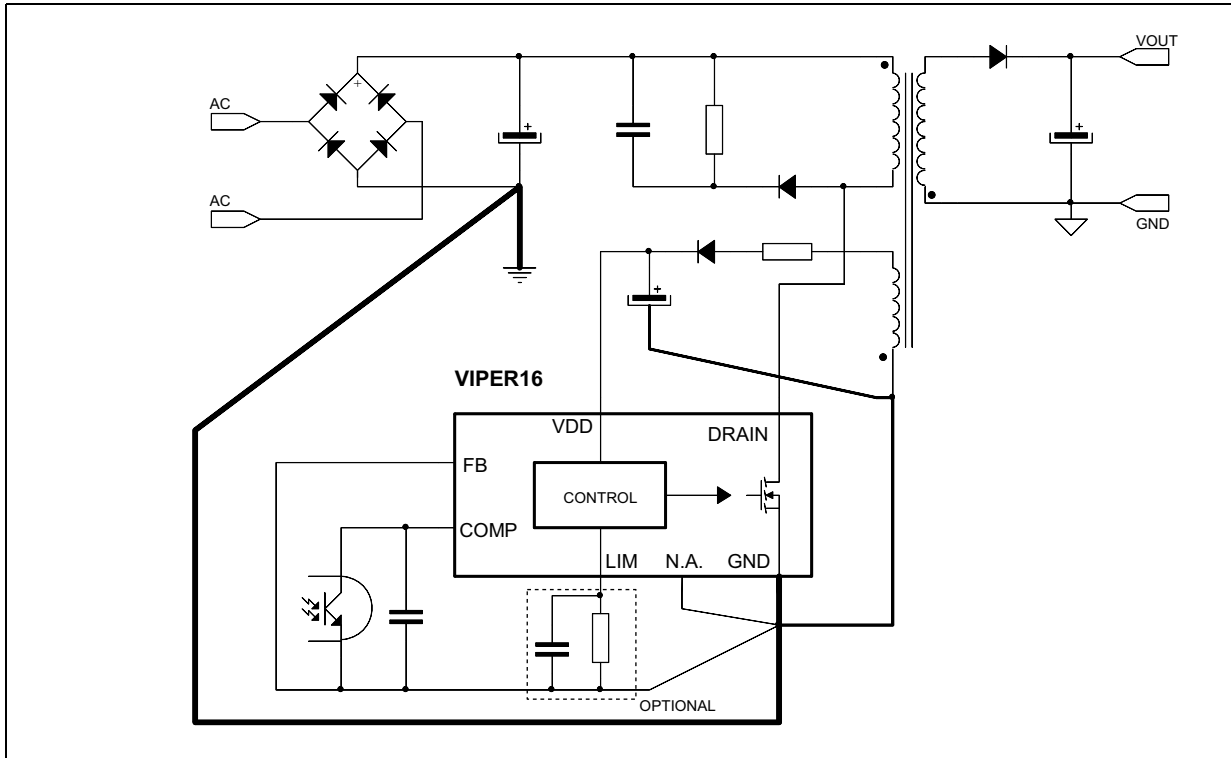 VOUT
AC
+
+
+
AC
GND
+
VIPER16
VDD
DRAIN
FB
CONTROL
COMP
LIM
N.A.
GND
OPTIONAL